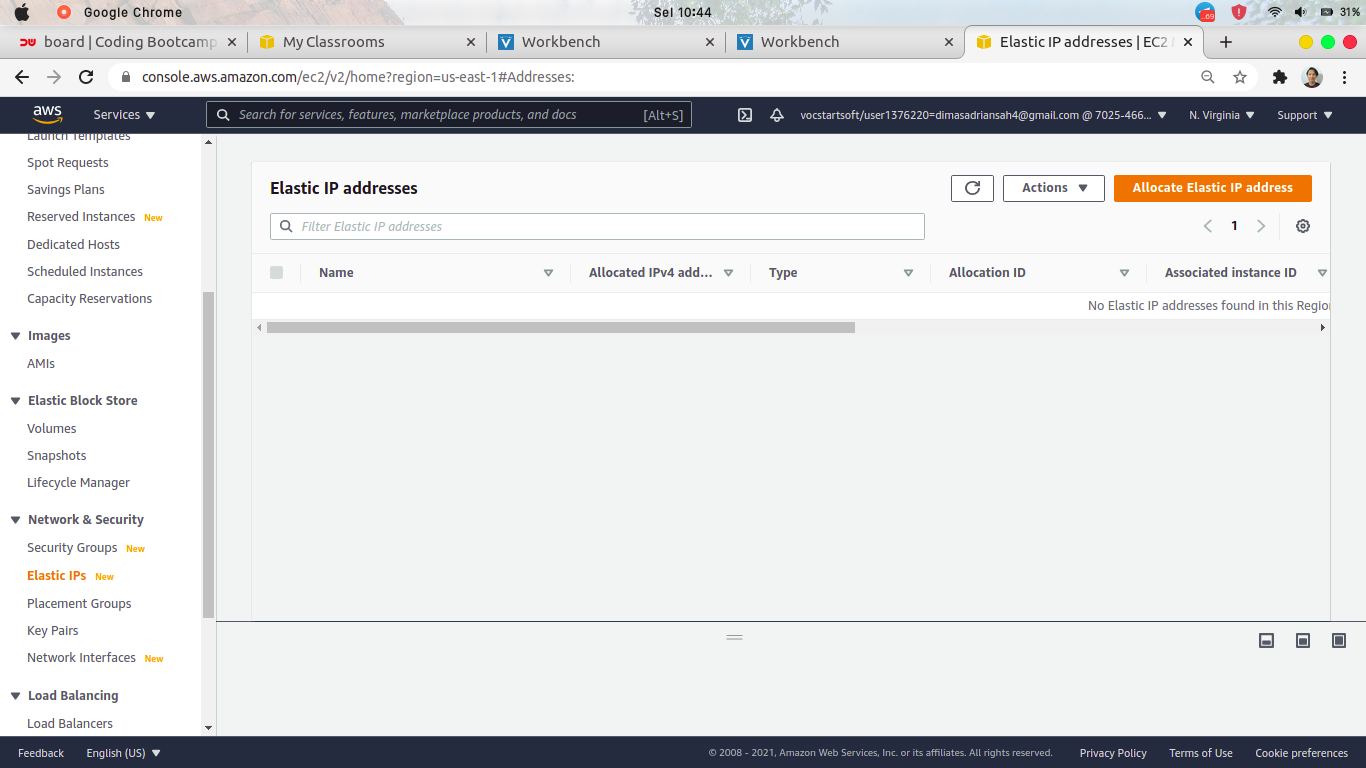 Google Chrome
Sel 10:44
69
31%
board | Coding Bootcamp
My Classrooms
Workbench
Workbench
Elastic IP addresses | EC2
console.aws.amazon.com/ec2/v2/home?region=us-east-1#Addresses:
aws
Services
Search for services, features, marketplace products, and docs
[Alt+S]
vocstartsoft/user1376220=dimasadriansah4@gmail.com @ 7025-466...
N. Virginia
Support
Launch Templates
Spot Requests
Savings Plans
Reserved Instances New
Dedicated Hosts
Scheduled Instances
Capacity Reservations
Images
AMIs
Elastic Block Store
Volumes
Snapshots
Lifecycle Manager
Network & Security
Security Groups New
Elastic IPs New
Placement Groups
Key Pairs
Network Interfaces New
Load Balancing
Load Balancers
Elastic IP addresses
Actions
Allocate Elastic IP address
Filter Elastic IP addresses
1
Name
Allocated IPv4 add...
Type
Allocation ID
Associated instance ID
No Elastic IP addresses found in this Region
Feedback
English (US)
© 2008 - 2021, Amazon Web Services, Inc. or its affiliates. All rights reserved.
Privacy Policy
Terms of Use
Cookie preferences